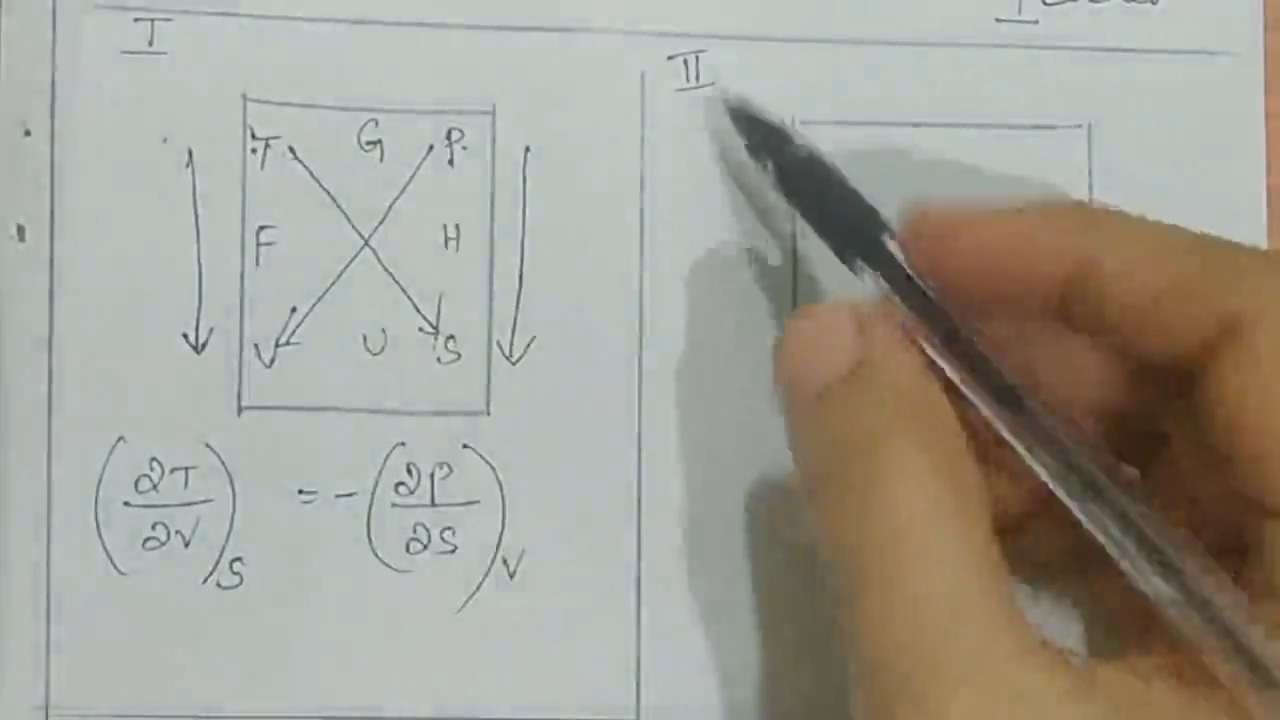 I
II
T G P
F H
V U S
(∂T/∂V)S = -(∂P/∂S)V